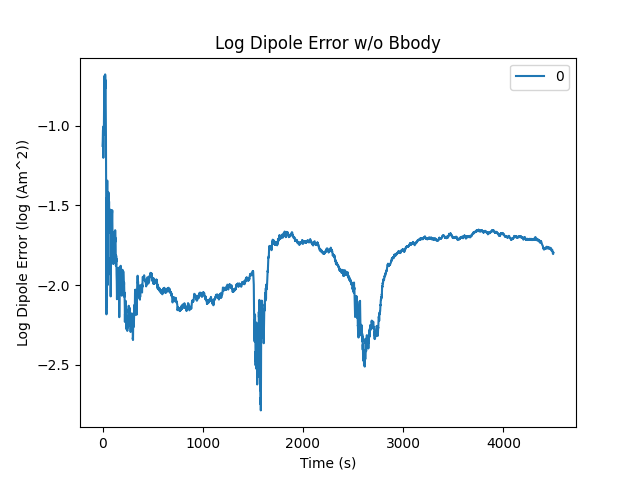 Log Dipole Error w/o Bbody
0
Log Dipole Error (log (Am^2))
−1.0
−1.5
−2.0
−2.5
0 1000 2000 3000 4000
Time (s)